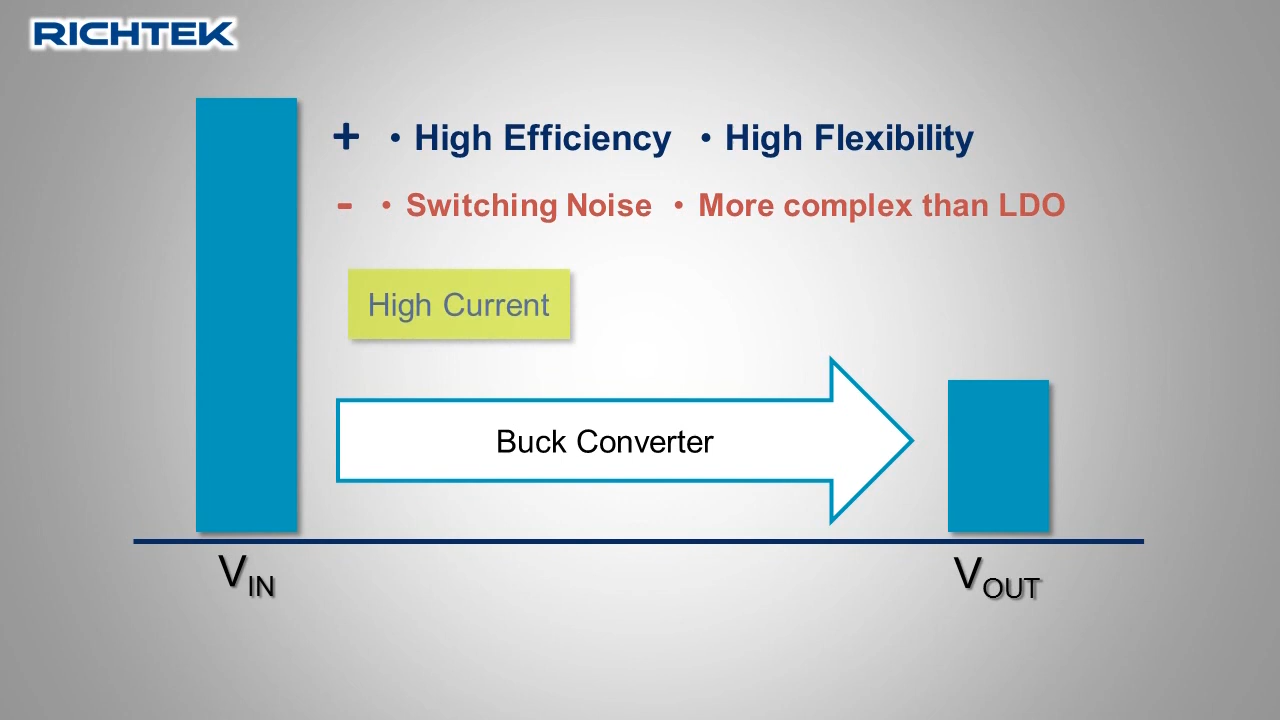 RICHTEK
+ • High Efficiency • High Flexibility
- • Switching Noise • More complex than LDO
High Current
Buck Converter
VIN
VOUT